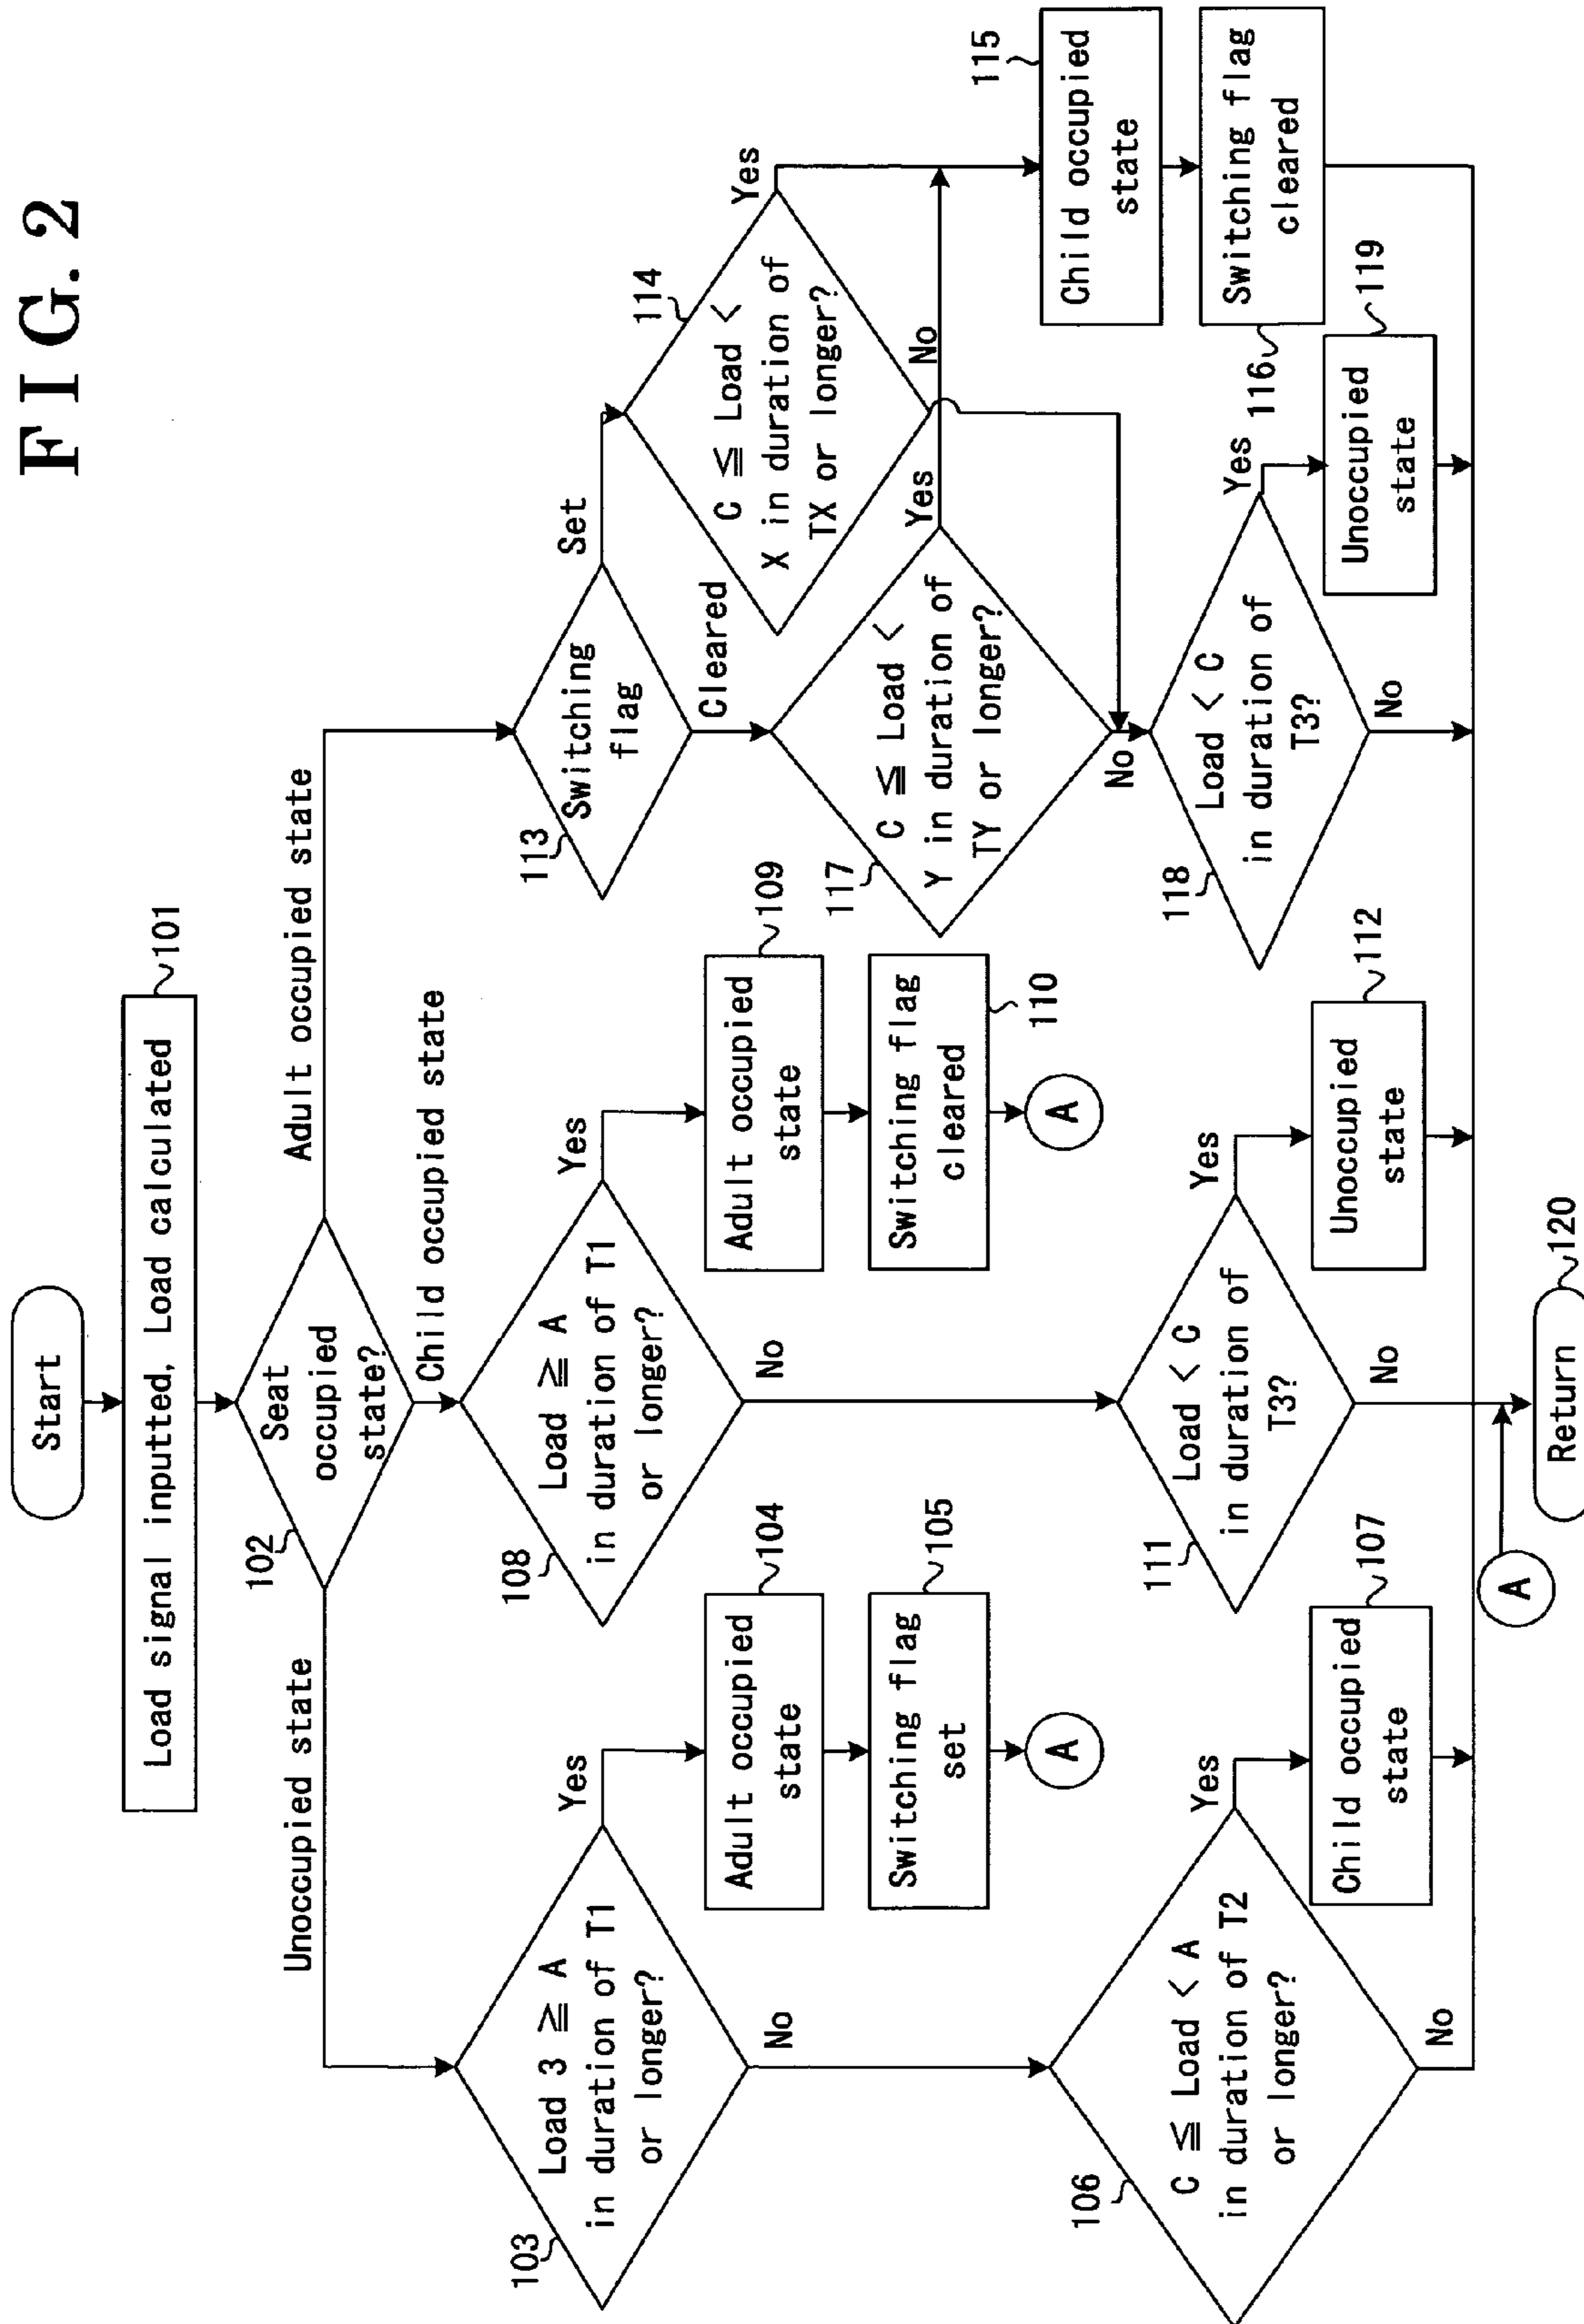 FIG. 2
Start
Load signal inputted, Load calculated
101
Seat
occupied
state?
102
Unoccupied state
Child occupied state
Adult occupied state
Load 3 ≧ A
in duration of T1
or longer?
103
Yes
No
Adult occupied
state
104
Switching flag
set
105
A
C ≦ Load < A
in duration of T2
or longer?
106
Yes
No
Child occupied
state
107
Load ≧ A
in duration of T1
or longer?
108
Yes
No
Adult occupied
state
109
Switching flag
cleared
110
A
Load < C
in duration of
T3?
111
Yes
No
Unoccupied
state
112
Switching
flag
113
Set
Cleared
C ≦ Load <
X in duration of
TX or longer?
114
Yes
No
Child occupied
state
115
Switching flag
cleared
116
C ≦ Load <
Y in duration of
TY or longer?
117
Yes
No
Load < C
in duration of
T3?
118
Yes
No
Unoccupied
state
119
A
Return
120